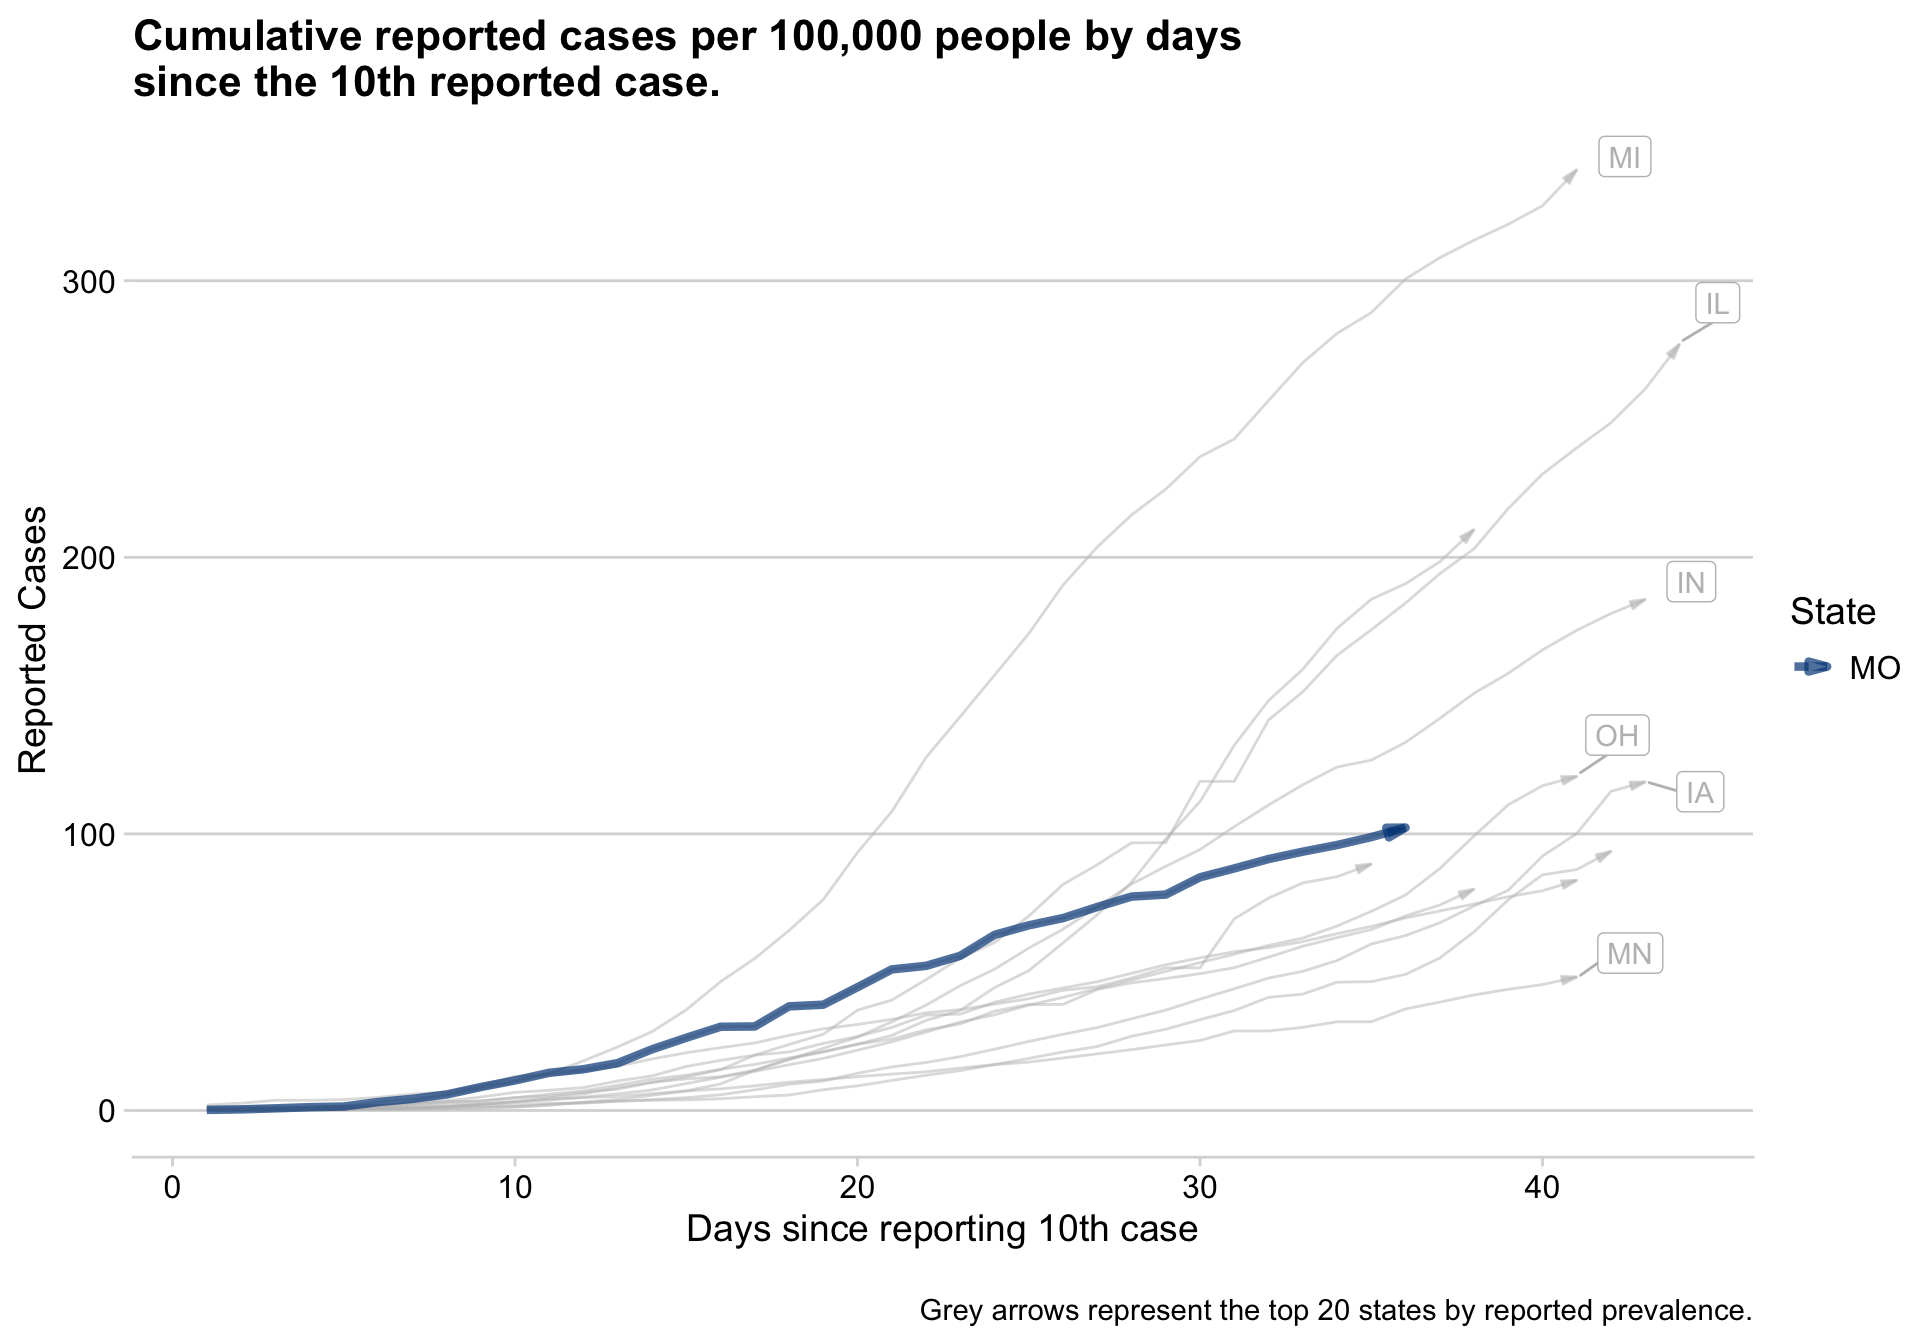 Cumulative reported cases per 100,000 people by days
since the 10th reported case.
MI
300
IL
200
IN
Reported Cases
State
MO
OH
IA
100
MN
0
0 10 20 30 40
Days since reporting 10th case
Grey arrows represent the top 20 states by reported prevalence.